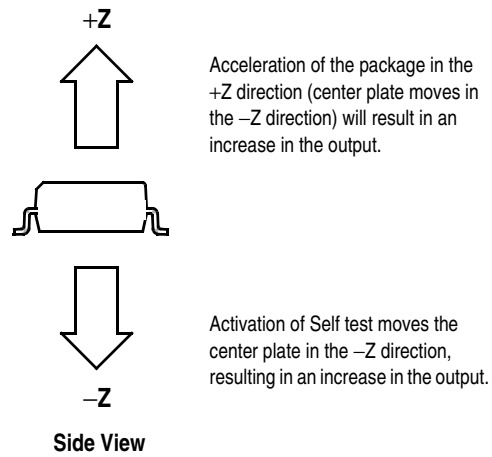 +Z
Acceleration of the package in the
+Z direction (center plate moves in
the −Z direction) will result in an
increase in the output.
Activation of Self test moves the
center plate in the −Z direction,
resulting in an increase in the output.
−Z
Side View